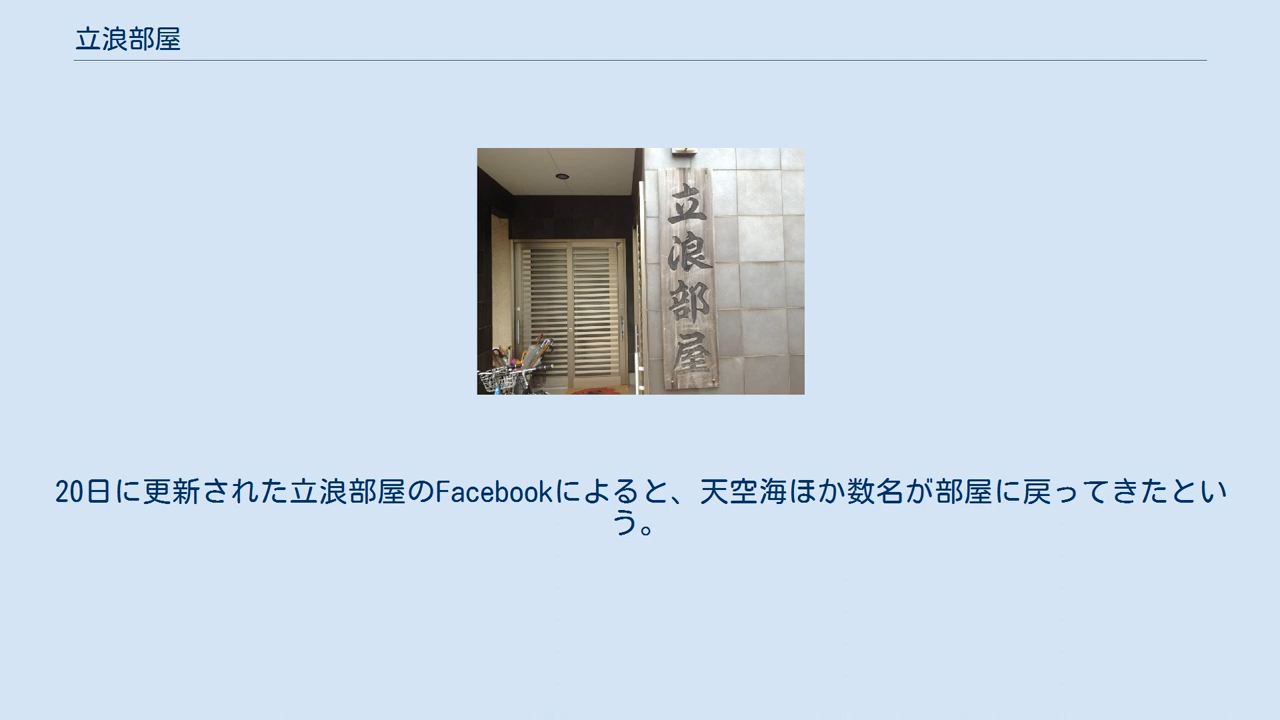 立浪部屋
立浪部屋
20日に更新された立浪部屋のFacebookによると、天空海ほか数名が部屋に戻ってきたとい
う。